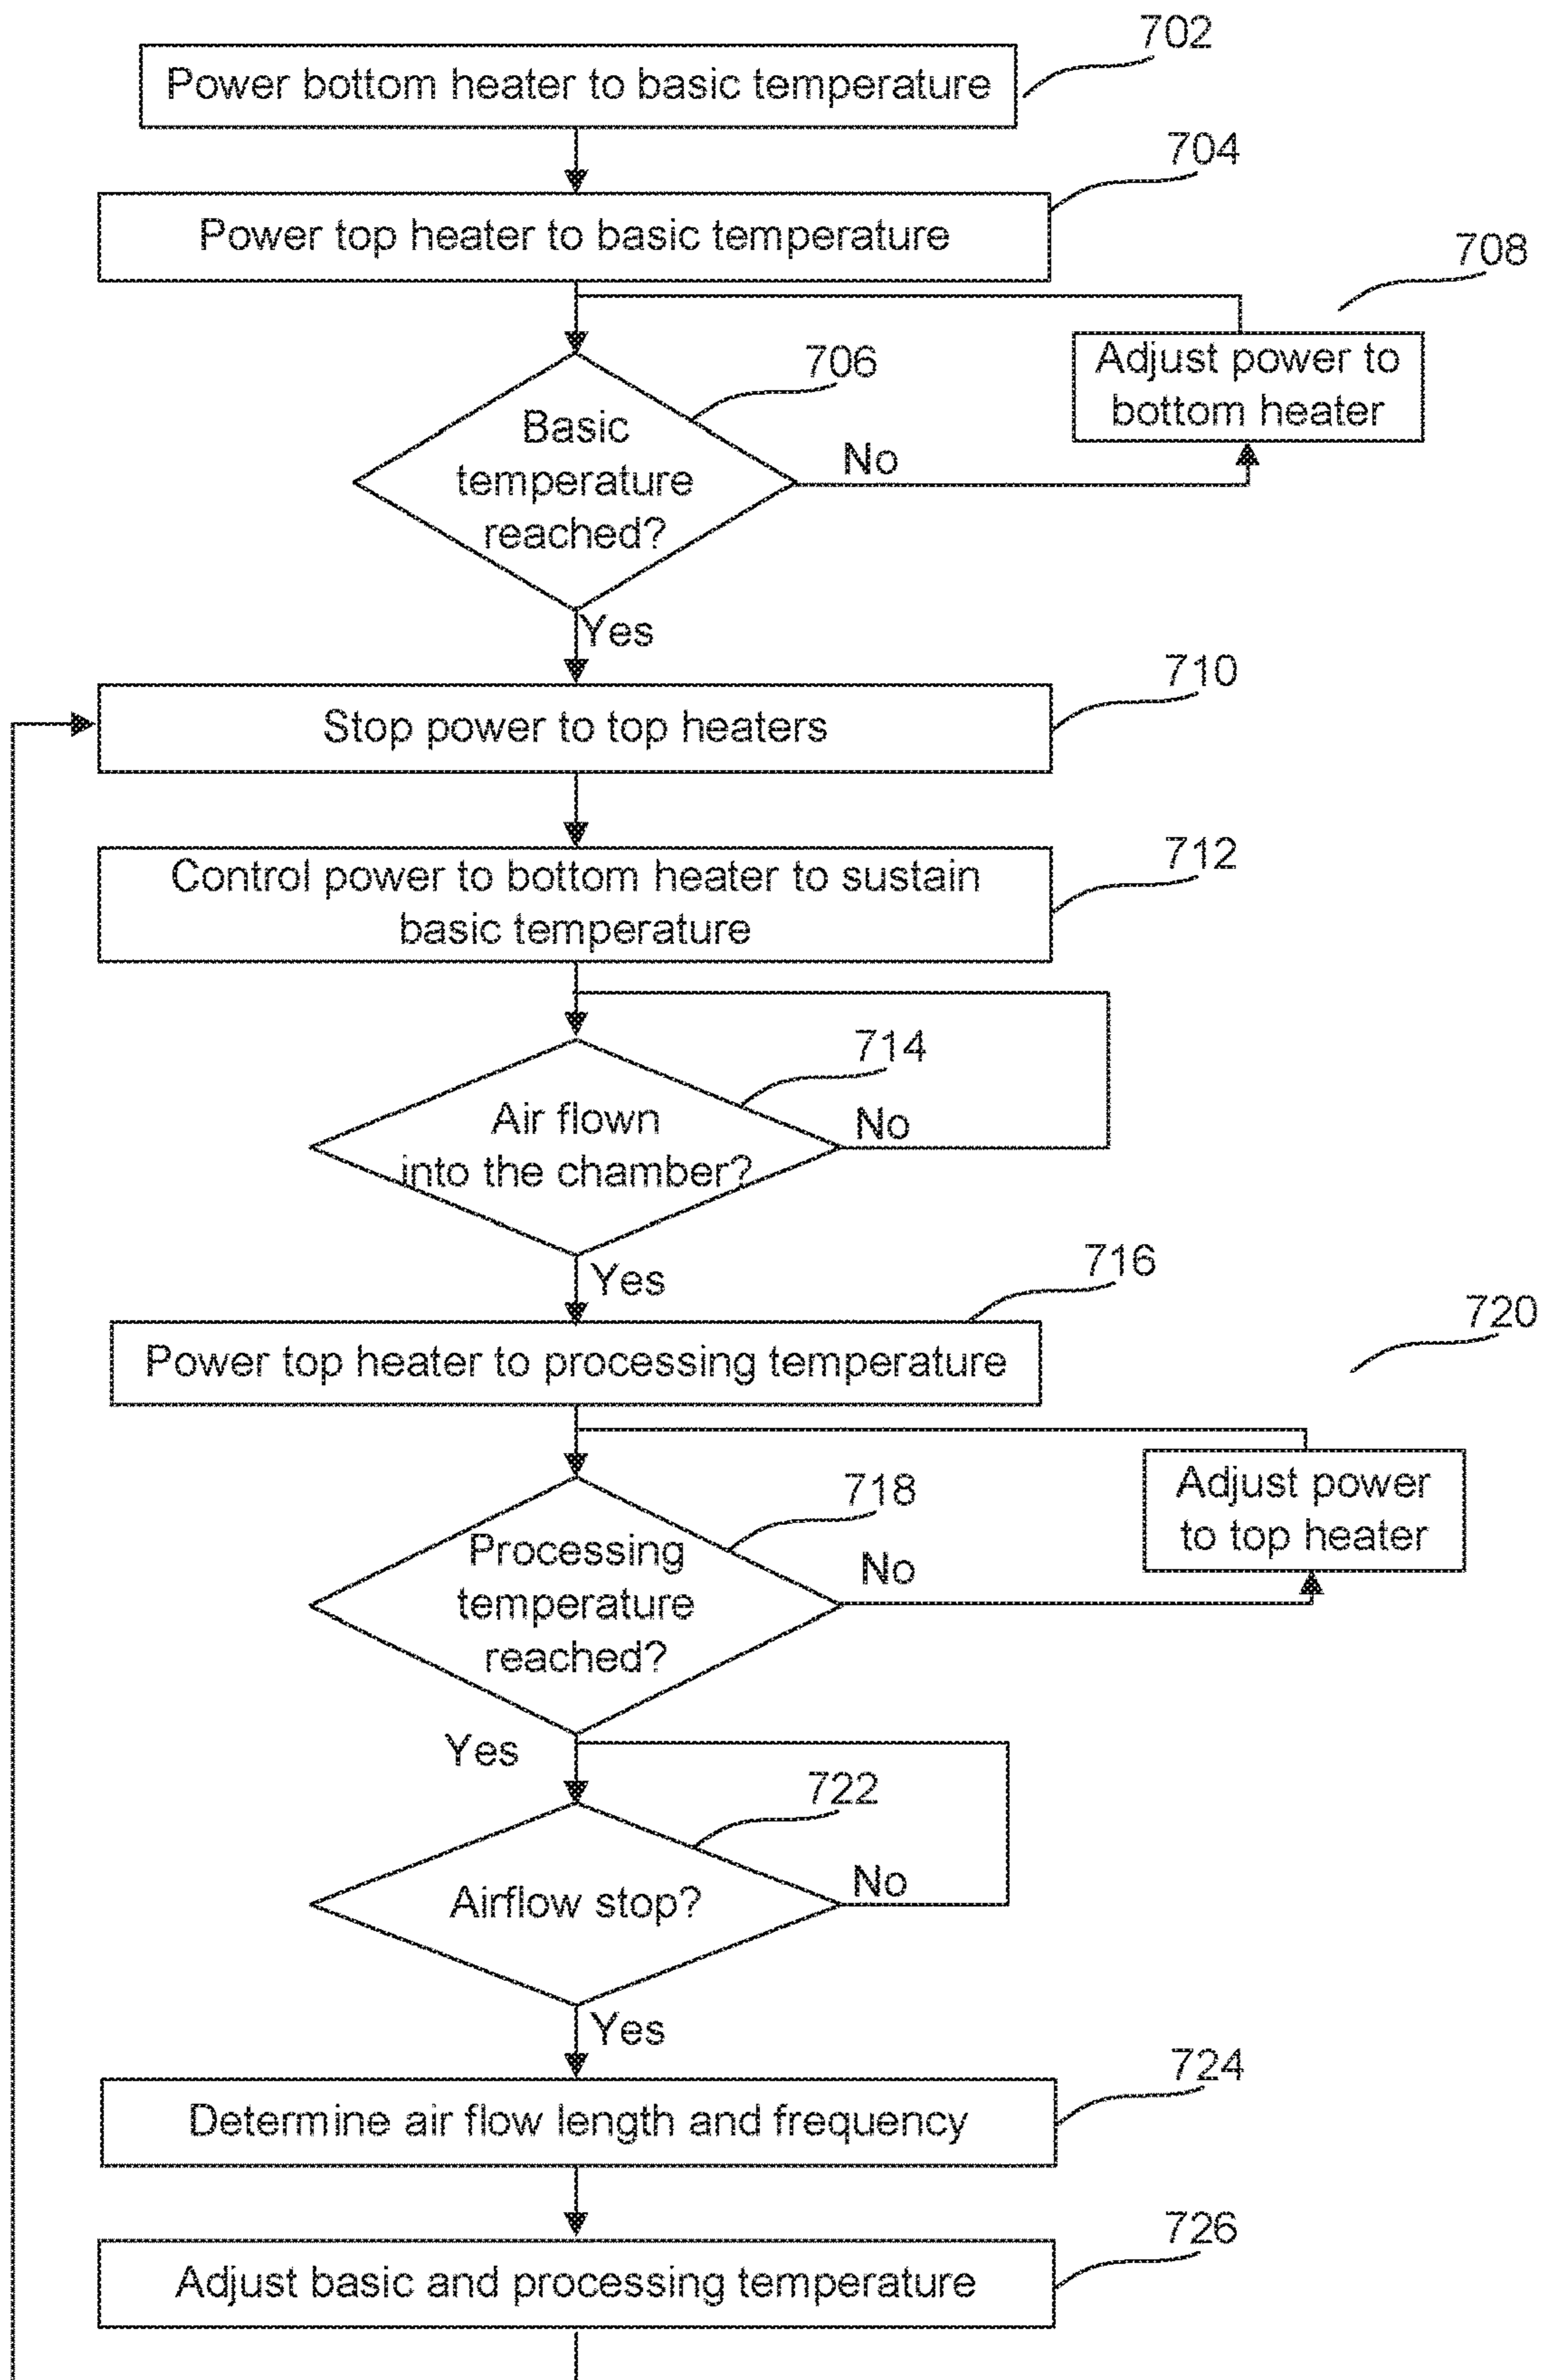 702
Power bottom heater to basic temperature
704
Power top heater to basic temperature
708
Adjust power to
bottom heater
706
Basic
temperature
reached?
No
Yes
710
Stop power to top heaters
712
Control power to bottom heater to sustain
basic temperature
714
Air flown
into the chamber?
No
Yes
716
Power top heater to processing temperature
720
Adjust power
to top heater
718
Processing
temperature
reached?
No
Yes
722
Airflow stop?
No
Yes
724
Determine air flow length and frequency
726
Adjust basic and processing temperature